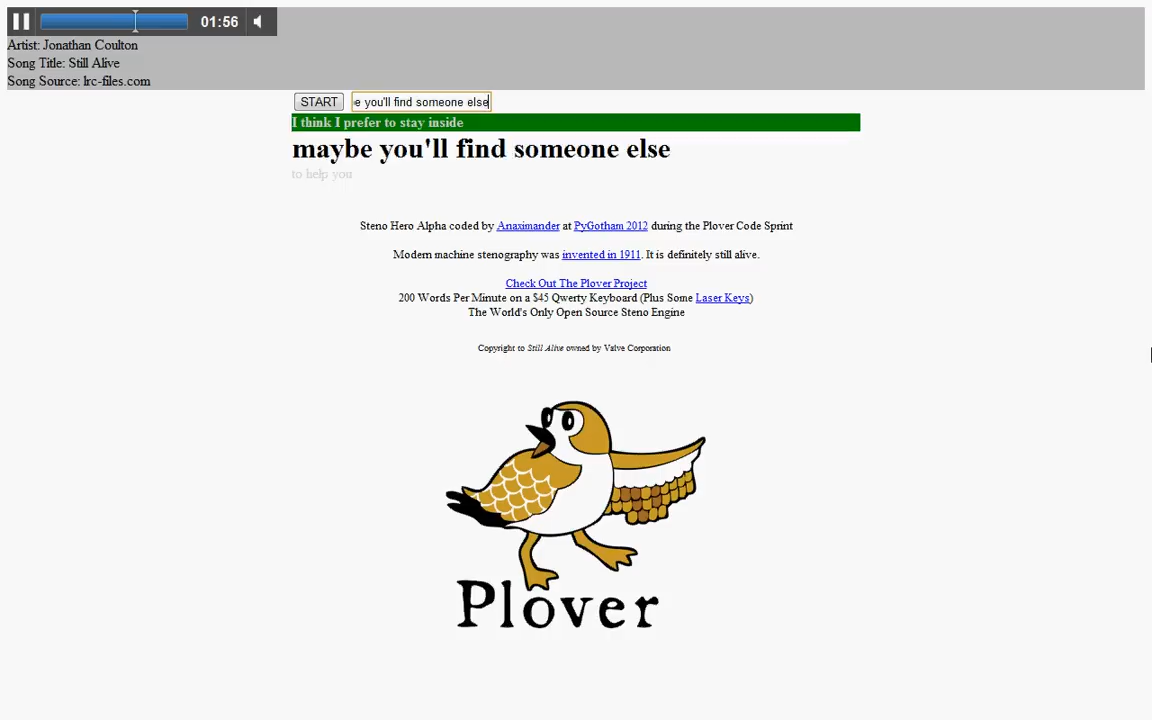 01:56
Artist: Jonathan Coulton
Song Title: Still Alive
Song Source: lrc-files.com
START
e you'll find someone else
I think I prefer to stay inside
maybe you'll find someone else
to help you
Steno Hero Alpha coded by Anaximander at PyGotham 2012 during the Plover Code Sprint
Modern machine stenography was invented in 1911. It is definitely still alive.
Check Out The Plover Project
200 Words Per Minute on a $45 Qwerty Keyboard (Plus Some Laser Keys)
The World's Only Open Source Steno Engine
Copyright to Still Alive owned by Valve Corporation
Plover